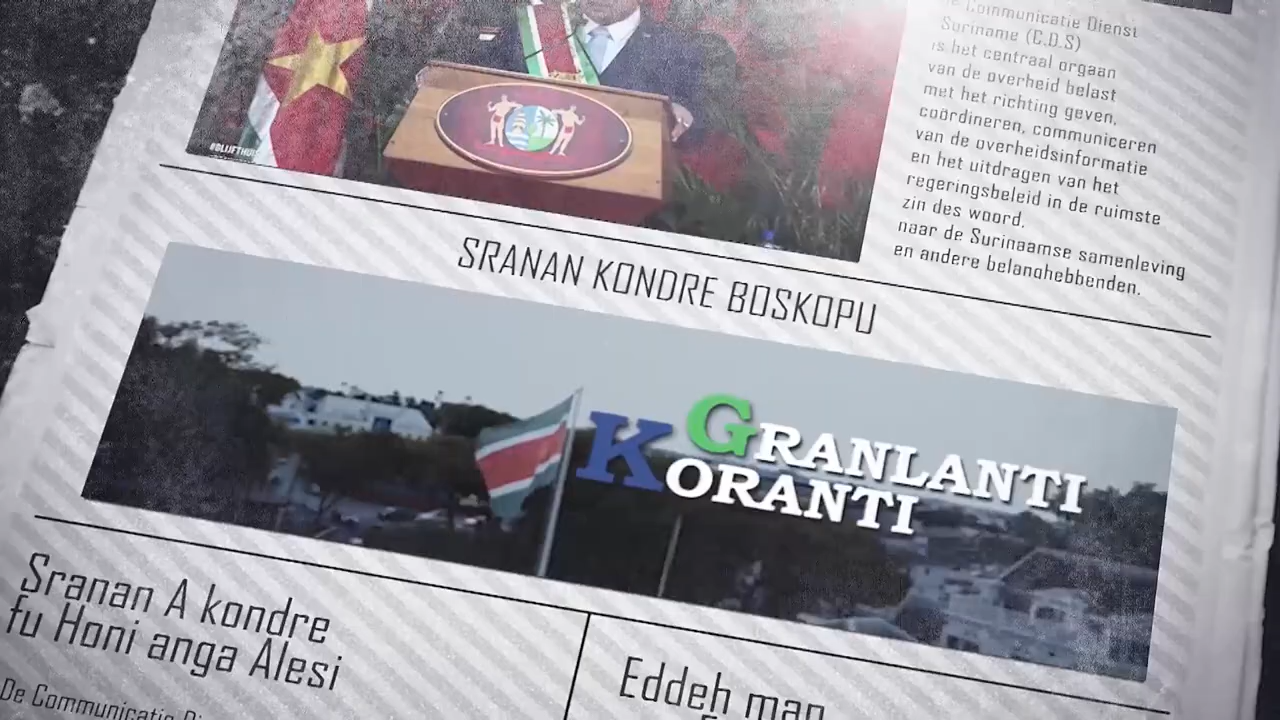 Communicatie Dienst
Suriname (C.D.S)
is het centraal orgaan
van de overheid belast
met het richting geven,
coördineren, communiceren
van de overheidsinformatie
en het uitdragen van het
regeringsbeleid in de ruimste
zin des woord.
naar de Surinaamse samenleving
en andere belanghebbenden.
SRANAN KONDRE BOSKOPU
GRANLANTI
KORANTI
Sranan A kondre
fu Honi anga Alesi
De Communicatie
Eddeh man